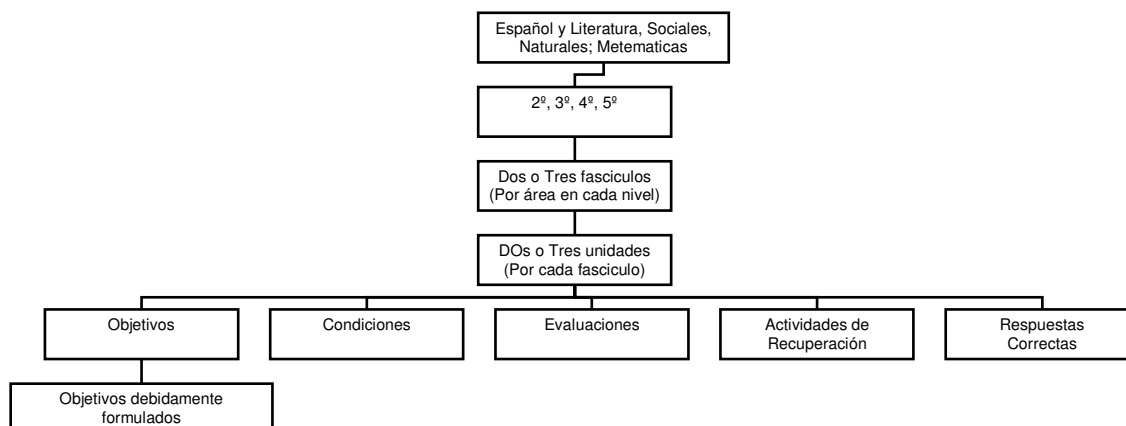 Español y Literatura, Sociales,
Naturales; Metematicas
2º, 3º, 4º, 5º
Dos o Tres fasciculos
(Por área en cada nivel)
DOs o Tres unidades
(Por cada fasciculo)
Objetivos
Condiciones
Evaluaciones
Actividades de
Recuperación
Respuestas
Correctas
Objetivos debidamente
formulados